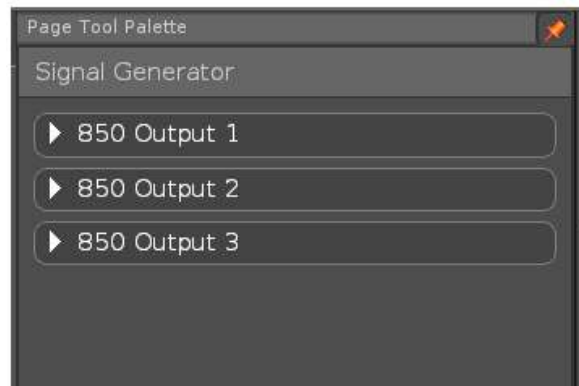 Page Tool Palette
Signal Generator
850 Output 1
850 Output 2
850 Output 3